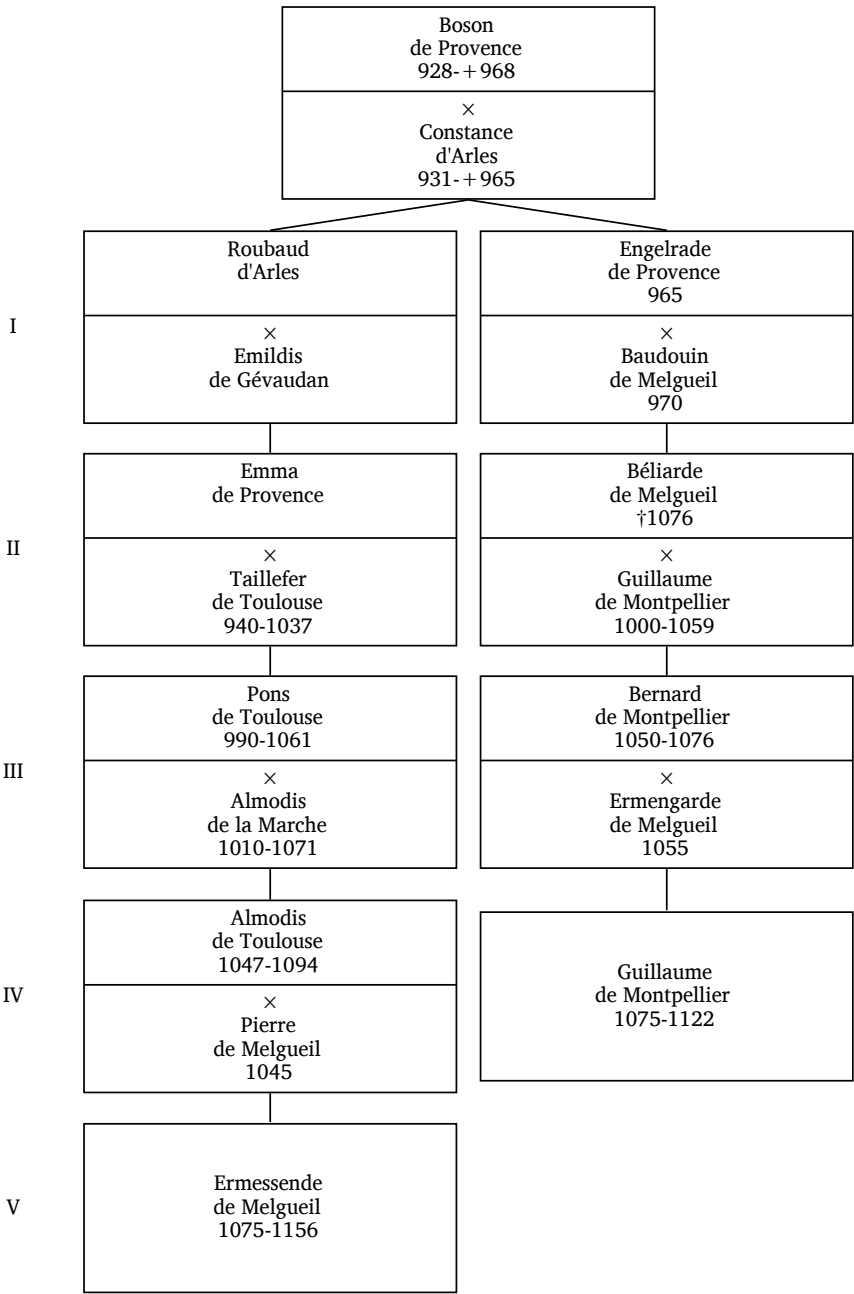 Boson
de Provence
928-+968
×
Constance
d'Arles
931-+965
I
Roubaud
d'Arles
×
Emildis
de Gévaudan
Engelrade
de Provence
965
×
Baudouin
de Melgueil
970
II
Emma
de Provence
×
Taillefer
de Toulouse
940-1037
Béliarde
de Melgueil
†1076
×
Guillaume
de Montpellier
1000-1059
III
Pons
de Toulouse
990-1061
×
Almodis
de la Marche
1010-1071
Bernard
de Montpellier
1050-1076
×
Ermengarde
de Melgueil
1055
IV
Almodis
de Toulouse
1047-1094
×
Pierre
de Melgueil
1045
Guillaume
de Montpellier
1075-1122
V
Ermessende
de Melgueil
1075-1156